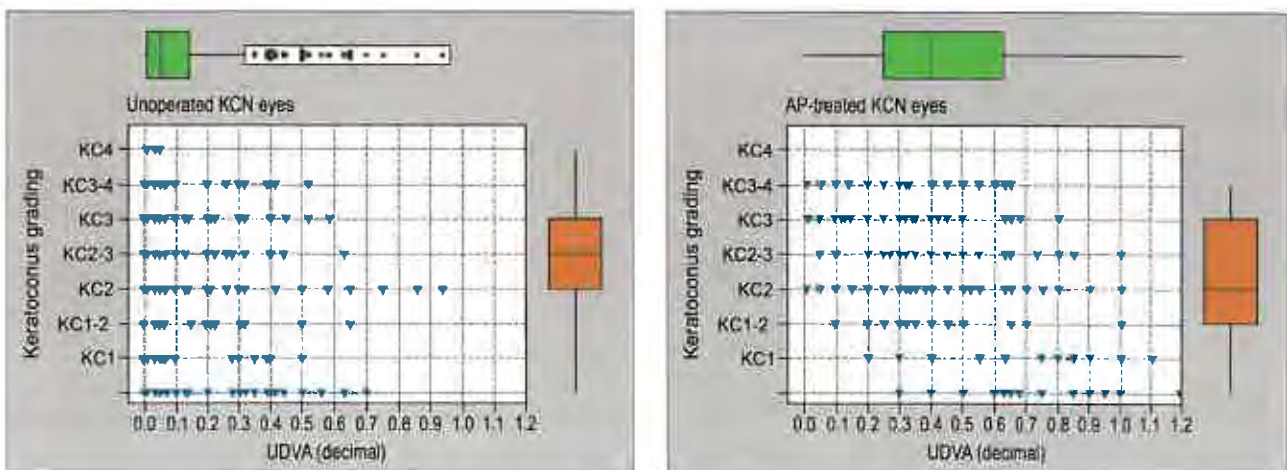 Unoperated KCN eyes
Keratoconus grading
KC4
KC3-4
KC3
KC2-3
KC2
KC1-2
KC1
0.0 0.1 0.2 0.3 0.4 0.5 0.6 0.7 0.8 0.9 1.0 1.1 1.2
UDVA (decimal)
AP-treated KCN eyes
Keratoconus grading
KC4
KC3-4
KC3
KC2-3
KC2
KC1-2
KC1
0.0 0.1 0.2 0.3 0.4 0.5 0.6 0.7 0.8 0.9 1.0 1.1 1.2
UDVA (decimal)